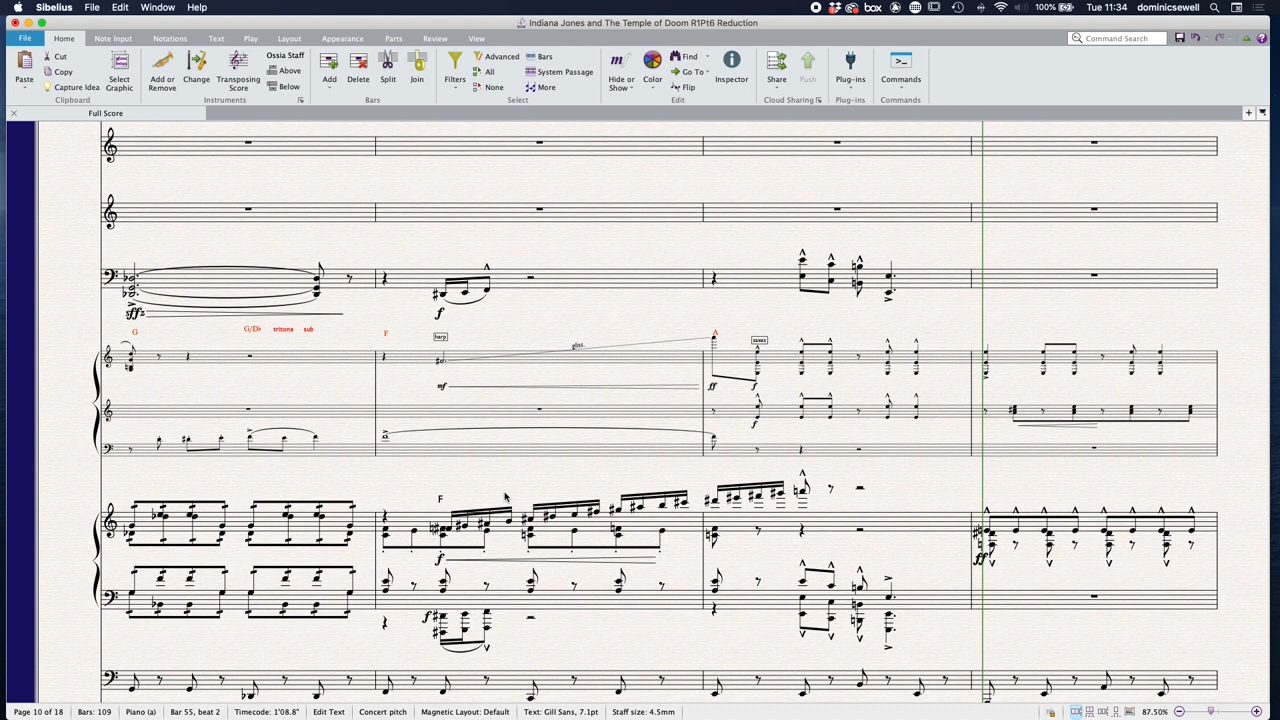 Sibelius File Edit View Window Help 100% Tue 11:34 dominicsewell
Indiana Jones and The Temple of Doom R1Pt6 Reduction
File Home Note Input Notations Text Play Layout Appearance Parts Review View Command Search
Paste Cut Copy Capture Idea Select Graphic Add or Remove Change Transposing Score Ossia Staff Above Below Add Delete Split Join Filters Advanced All None Bars System Passage More Hide or Show Color Find Go To Flip Inspector Share Push Plug-ins Commands
Clipboard Instruments Bars Select Edit Cloud Sharing Plug-ins Commands
Full Score
sffz f
G G/Db tritone sub F A
harp gliss. saxes
mf ff f
f
F
f ff
f
Page 10 of 18 Bars: 109 Piano (a) Bar 55, beat 2 Timecode: 1'08.8" Edit Text Concert pitch Magnetic Layout: Default Text: Gill Sans, 7.1pt Staff size: 4.5mm 87.50%